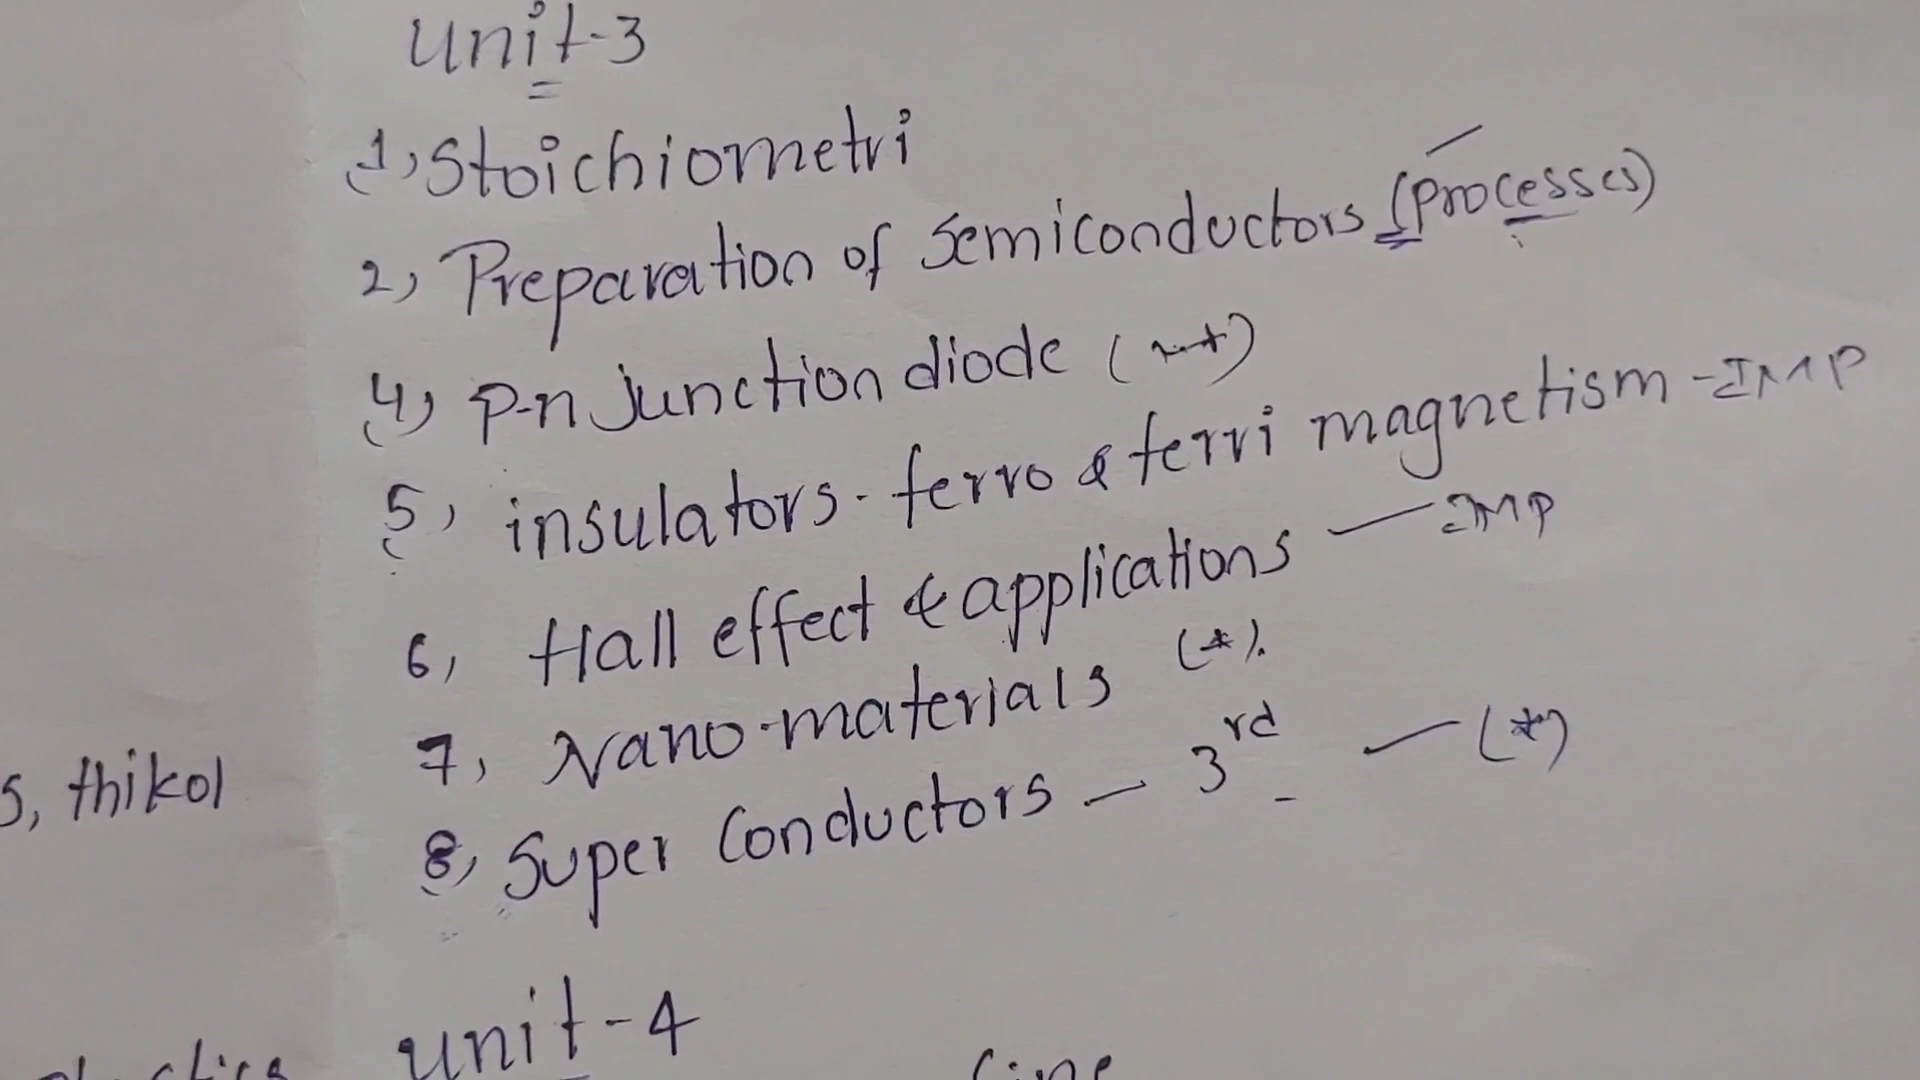 Unit-3
1, Stoichiometri
2, Preparation of Semiconductors (Processes)
4, P-n junction diode
5, insulators - ferro & ferri magnetism - IMP
6, Hall effect & applications — IMP
7, Nano-materials (*).
8, Super Conductors — 3rd — (*)
5, thikol
unit-4